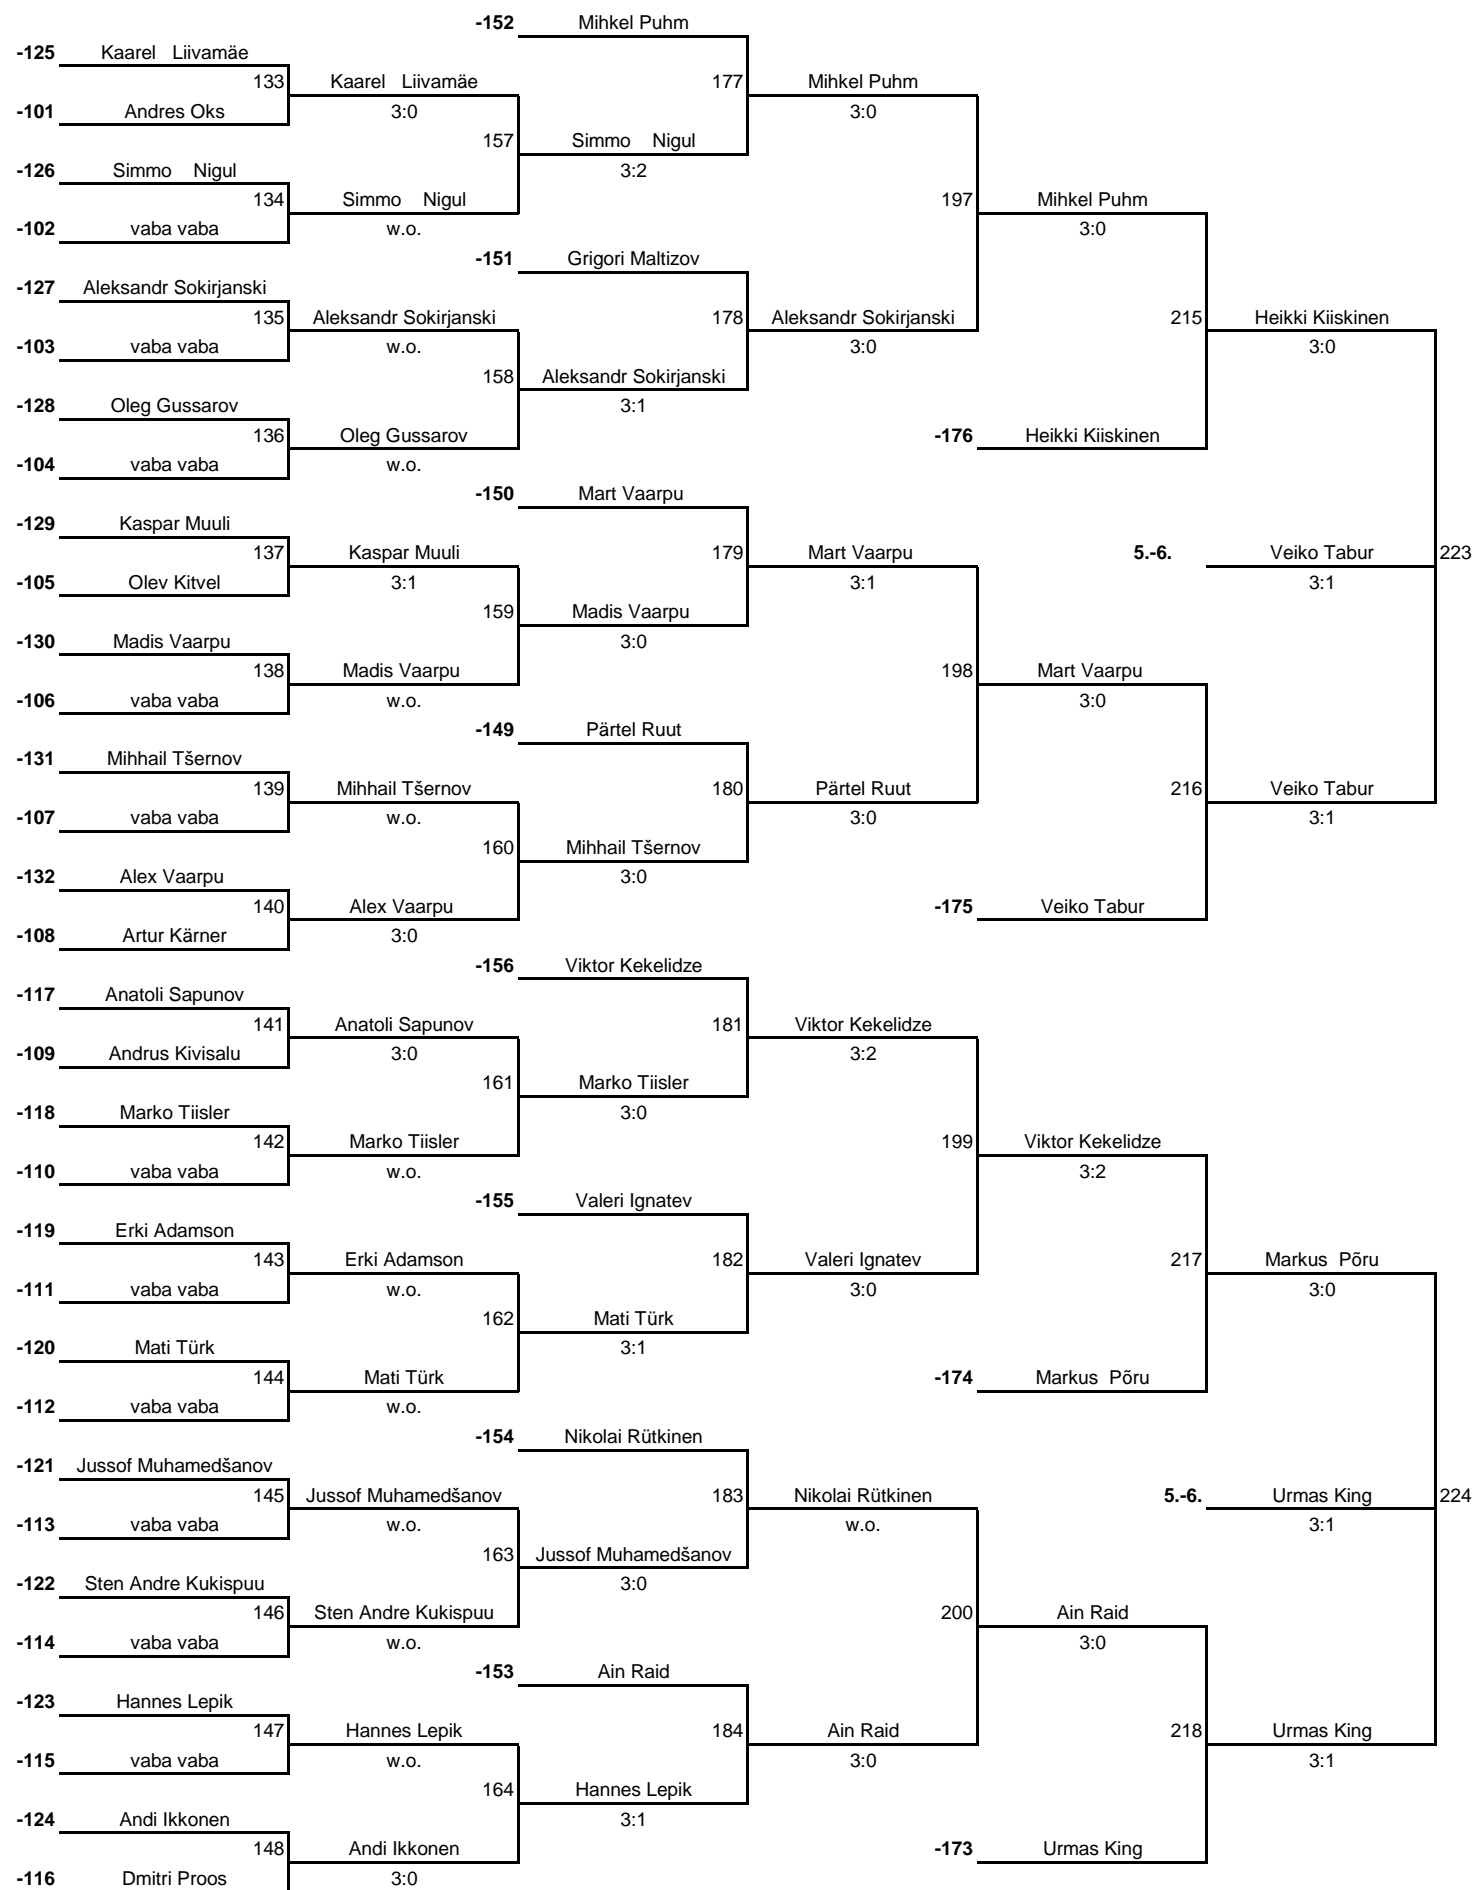 -152 Mihkel Puhm
-125 Kaarel Liivamäe
133 Kaarel Liivamäe 177 Mihkel Puhm
-101 Andres Oks 3:0 3:0
157 Simmo Nigul
-126 Simmo Nigul 3:2
134 Simmo Nigul 197 Mihkel Puhm
-102 vaba vaba w.o. 3:0
-151 Grigori Maltizov
-127 Aleksandr Sokirjanski
135 Aleksandr Sokirjanski 178 Aleksandr Sokirjanski 215 Heikki Kiiskinen
-103 vaba vaba w.o. 3:0 3:0
158 Aleksandr Sokirjanski
-128 Oleg Gussarov 3:1
136 Oleg Gussarov -176 Heikki Kiiskinen
-104 vaba vaba w.o.
-150 Mart Vaarpu
-129 Kaspar Muuli
137 Kaspar Muuli 179 Mart Vaarpu 5.-6. Veiko Tabur 223
-105 Olev Kitvel 3:1 3:1 3:1
159 Madis Vaarpu
-130 Madis Vaarpu 3:0
138 Madis Vaarpu 198 Mart Vaarpu
-106 vaba vaba w.o. 3:0
-149 Pärtel Ruut
-131 Mihhail Tšernov
139 Mihhail Tšernov 180 Pärtel Ruut 216 Veiko Tabur
-107 vaba vaba w.o. 3:0 3:1
160 Mihhail Tšernov
-132 Alex Vaarpu 3:0
140 Alex Vaarpu -175 Veiko Tabur
-108 Artur Kärner 3:0
-156 Viktor Kekelidze
-117 Anatoli Sapunov
141 Anatoli Sapunov 181 Viktor Kekelidze
-109 Andrus Kivisalu 3:0 3:2
161 Marko Tiisler
-118 Marko Tiisler 3:0
142 Marko Tiisler 199 Viktor Kekelidze
-110 vaba vaba w.o. 3:2
-155 Valeri Ignatev
-119 Erki Adamson
143 Erki Adamson 182 Valeri Ignatev 217 Markus Põru
-111 vaba vaba w.o. 3:0 3:0
162 Mati Türk
-120 Mati Türk 3:1
144 Mati Türk -174 Markus Põru
-112 vaba vaba w.o.
-154 Nikolai Rütkinen
-121 Jussof Muhamedšanov
145 Jussof Muhamedšanov 183 Nikolai Rütkinen 5.-6. Urmas King 224
-113 vaba vaba w.o. w.o. 3:1
163 Jussof Muhamedšanov
-122 Sten Andre Kukispuu 3:0
146 Sten Andre Kukispuu 200 Ain Raid
-114 vaba vaba w.o. 3:0
-153 Ain Raid
-123 Hannes Lepik
147 Hannes Lepik 184 Ain Raid 218 Urmas King
-115 vaba vaba w.o. 3:0 3:1
164 Hannes Lepik
-124 Andi Ikkonen 3:1
148 Andi Ikkonen -173 Urmas King
-116 Dmitri Proos 3:0